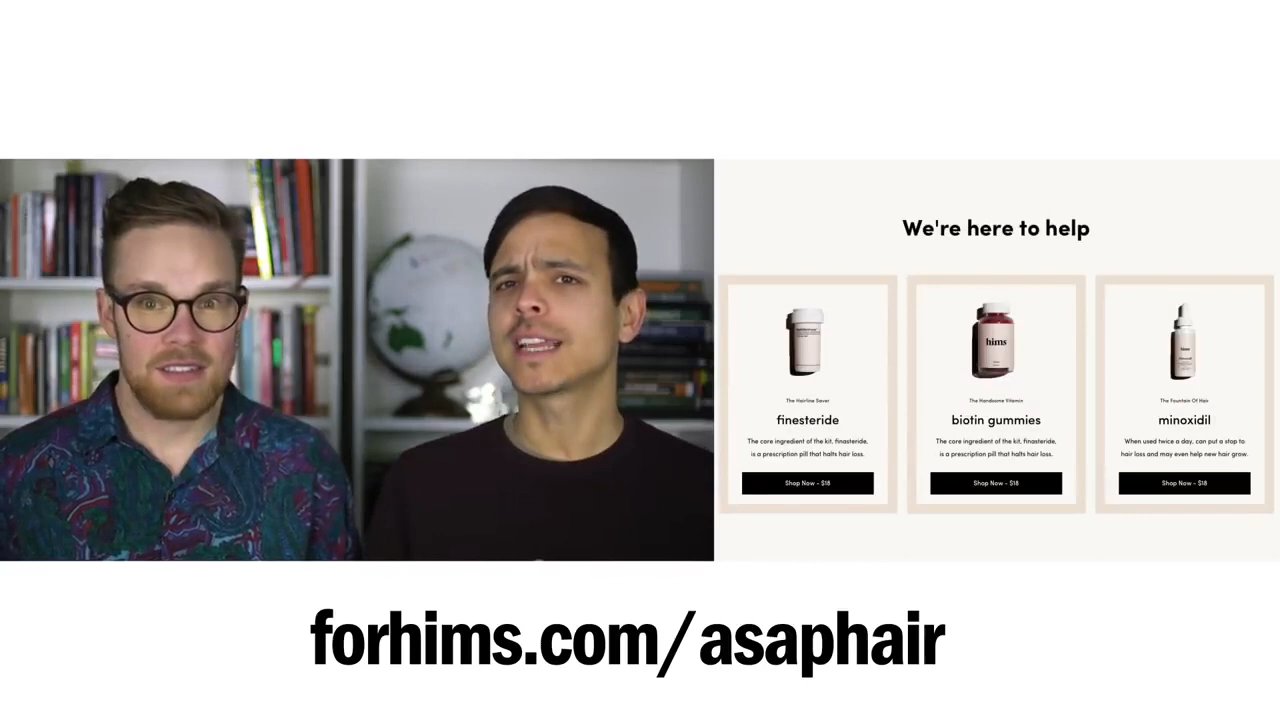 We're here to help
hims
The Hairline Saver
The Handsome Vitamin
The Fountain Of Hair
finesteride
biotin gummies
minoxidil
The core ingredient of the kit, finasteride,
is a prescription pill that halts hair loss.
The core ingredient of the kit, finasteride,
is a prescription pill that halts hair loss.
When used twice a day, can put a stop to
hair loss and may even help new hair grow.
Shop Now - $18
Shop Now - $18
Shop Now - $18
forhims.com/asaphair